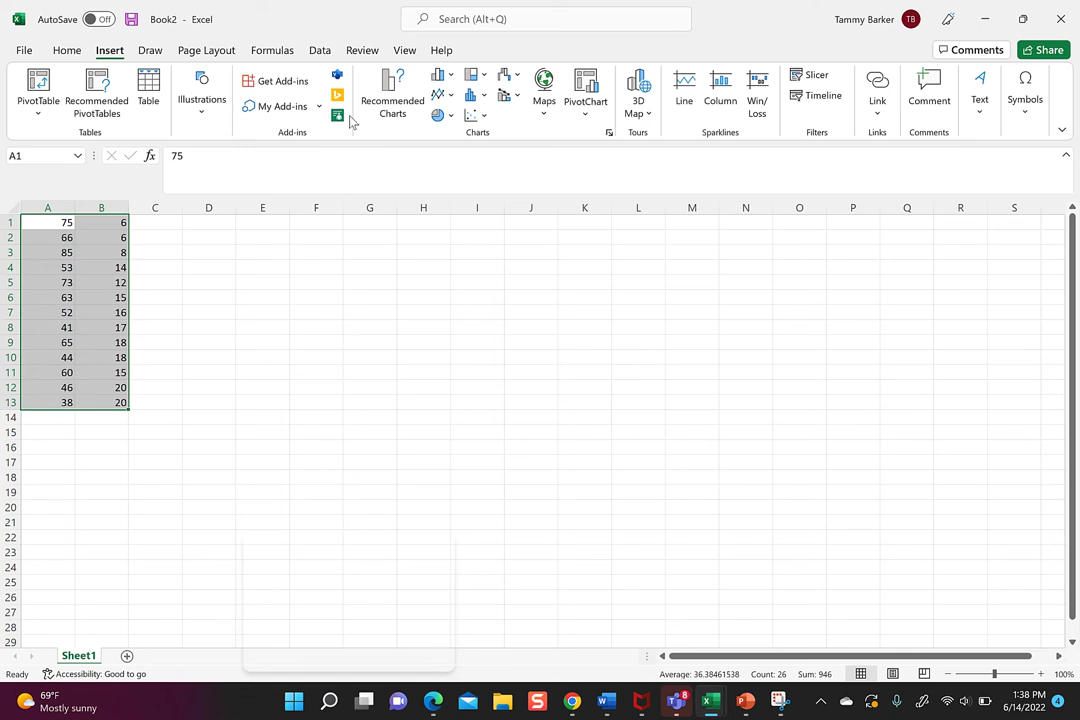 AutoSave Off Book2 - Excel Search (Alt+Q) Tammy Barker TB
File Home Insert Draw Page Layout Formulas Data Review View Help Comments Share
PivotTable Recommended PivotTables Table Illustrations Get Add-ins My Add-ins Recommended Charts Maps PivotChart 3D Map Line Column Win/Loss Slicer Timeline Link Comment Text Symbols
Tables Add-ins Charts Tours Sparklines Filters Links Comments
A1 fx 75
A B C D E F G H I J K L M N O P Q R S
1 75 6
2 66 6
3 85 8
4 53 14
5 73 12
6 63 15
7 52 16
8 41 17
9 65 18
10 44 18
11 60 15
12 46 20
13 38 20
14
15
16
17
18
19
20
21
22
23
24
25
26
27
28
29
Sheet1
Ready Accessibility: Good to go Average: 36.38461538 Count: 26 Sum: 946 100%
69°F 1:38 PM
Mostly sunny S 8 6/14/2022 4